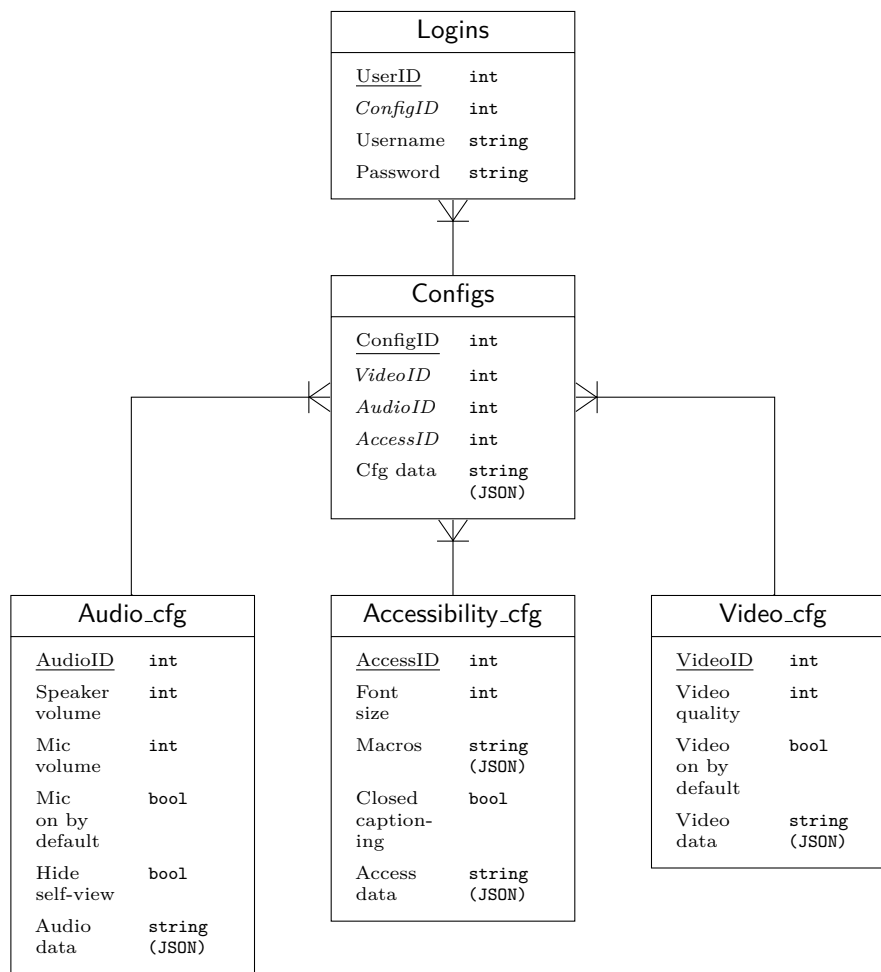 Logins
UserID int
ConfigID int
Username string
Password string
Configs
ConfigID int
VideoID int
AudioID int
AccessID int
Cfg data string
(JSON)
Audio_cfg
AudioID int
Speaker int
volume
Mic int
volume
Mic bool
on by
default
Hide bool
self-view
Audio string
data (JSON)
Accessibility_cfg
AccessID int
Font int
size
Macros string
(JSON)
Closed bool
caption-
ing
Access string
data (JSON)
Video_cfg
VideoID int
Video int
quality
Video bool
on by
default
Video string
data (JSON)